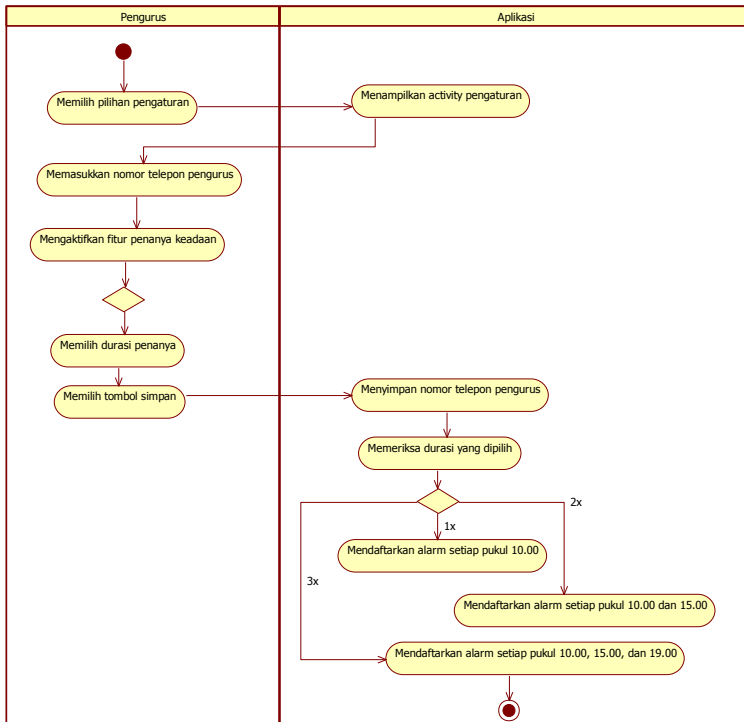 Pengurus
Aplikasi
Memilih pilihan pengaturan
Menampilkan activity pengaturan
Memasukkan nomor telepon pengurus
Mengaktifkan fitur penanya keadaan
Memilih durasi penanya
Memilih tombol simpan
Menyimpan nomor telepon pengurus
Memeriksa durasi yang dipilih
2x
1x
Mendaftarkan alarm setiap pukul 10.00
3x
Mendaftarkan alarm setiap pukul 10.00 dan 15.00
Mendaftarkan alarm setiap pukul 10.00, 15.00, dan 19.00